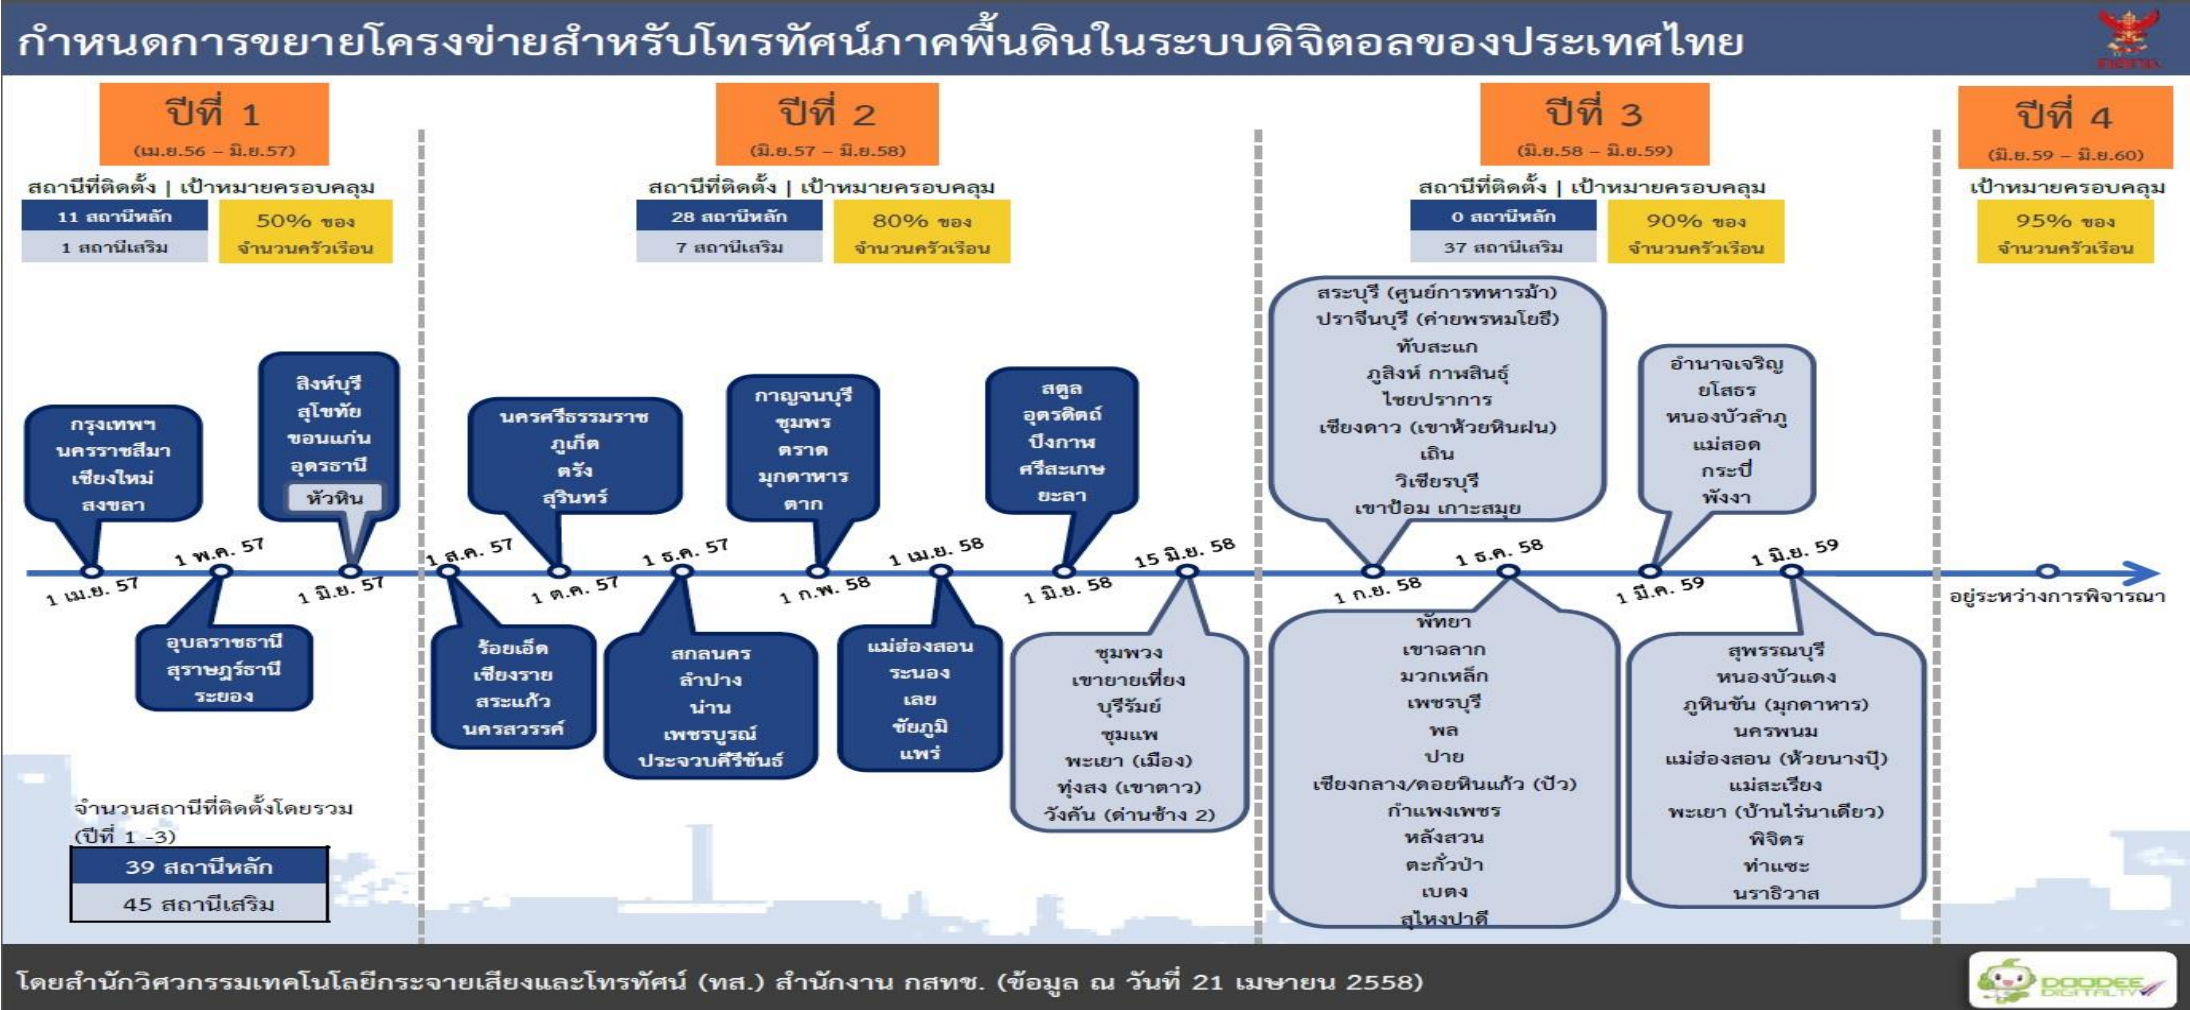 กำหนดการขยายโครงข่ายสำหรับโทรทัศน์ภาคพื้นดินในระบบดิจิตอลของประเทศไทย
ปีที่ 1
(เม.ย.56 – มิ.ย.57)
สถานีที่ติดตั้ง | เป้าหมายครอบคลุม
11 สถานีหลัก
1 สถานีเสริม
50% ของ
จำนวนครัวเรือน
ปีที่ 2
(มิ.ย.57 – มิ.ย.58)
สถานีที่ติดตั้ง | เป้าหมายครอบคลุม
28 สถานีหลัก
7 สถานีเสริม
80% ของ
จำนวนครัวเรือน
ปีที่ 3
(มิ.ย.58 – มิ.ย.59)
สถานีที่ติดตั้ง | เป้าหมายครอบคลุม
0 สถานีหลัก
37 สถานีเสริม
90% ของ
จำนวนครัวเรือน
ปีที่ 4
(มิ.ย.59 – มิ.ย.60)
เป้าหมายครอบคลุม
95% ของ
จำนวนครัวเรือน
กรุงเทพฯ
นครราชสีมา
เชียงใหม่
สงขลา
1 เม.ย. 57
1 พ.ค. 57
อุบลราชธานี
สุราษฎร์ธานี
ระยอง
สิงห์บุรี
สุโขทัย
ขอนแก่น
อุดรธานี
หัวหิน
1 มิ.ย. 57
1 ส.ค. 57
ร้อยเอ็ด
เชียงราย
สระแก้ว
นครสวรรค์
นครศรีธรรมราช
ภูเก็ต
ตรัง
สุรินทร์
1 ต.ค. 57
1 ธ.ค. 57
สกลนคร
ลำปาง
น่าน
เพชรบูรณ์
ประจวบคีรีขันธ์
กาญจนบุรี
ชุมพร
ตราด
มุกดาหาร
ตาก
1 ก.พ. 58
1 เม.ย. 58
แม่ฮ่องสอน
ระนอง
เลย
ชัยภูมิ
แพร่
สตูล
อุตรดิตถ์
บึงกาฬ
ศรีสะเกษ
ยะลา
1 มิ.ย. 58
15 มิ.ย. 58
ชุมพวง
เขายายเที่ยง
บุรีรัมย์
ชุมแพ
พะเยา (เมือง)
ทุ่งสง (เขาดาว)
วังคัน (ด่านช้าง 2)
สระบุรี (ศูนย์การทหารม้า)
ปราจีนบุรี (ค่ายพรหมโยธี)
ทับสะแก
ภูสิงห์ กาฬสินธุ์
ไชยปราการ
เชียงดาว (เขาห้วยหินฝน)
เถิน
วิเชียรบุรี
เขาป้อม เกาะสมุย
1 ก.ย. 58
1 ธ.ค. 58
พัทยา
เขาฉลาก
มวกเหล็ก
เพชรบุรี
พล
ปาย
เชียงกลาง/ดอยหินแก้ว (ปัว)
กำแพงเพชร
หลังสวน
ตะกั่วป่า
เบตง
สุไหงปาดี
อำนาจเจริญ
ยโสธร
หนองบัวลำภู
แม่สอด
กระบี่
พังงา
1 มี.ค. 59
1 มิ.ย. 59
สุพรรณบุรี
หนองบัวแดง
ภูหินขัน (มุกดาหาร)
นครพนม
แม่ฮ่องสอน (ห้วยนางปุ๊)
แม่สะเรียง
พะเยา (บ้านไร่นาเดียว)
พิจิตร
ท่าแซะ
นราธิวาส
อยู่ระหว่างการพิจารณา
จำนวนสถานีที่ติดตั้งโดยรวม
(ปีที่ 1 -3)
39 สถานีหลัก
45 สถานีเสริม
โดยสำนักวิศวกรรมเทคโนโลยีกระจายเสียงและโทรทัศน์ (ทส.) สำนักงาน กสทช. (ข้อมูล ณ วันที่ 21 เมษายน 2558)
DOODEE
DIGITALTV